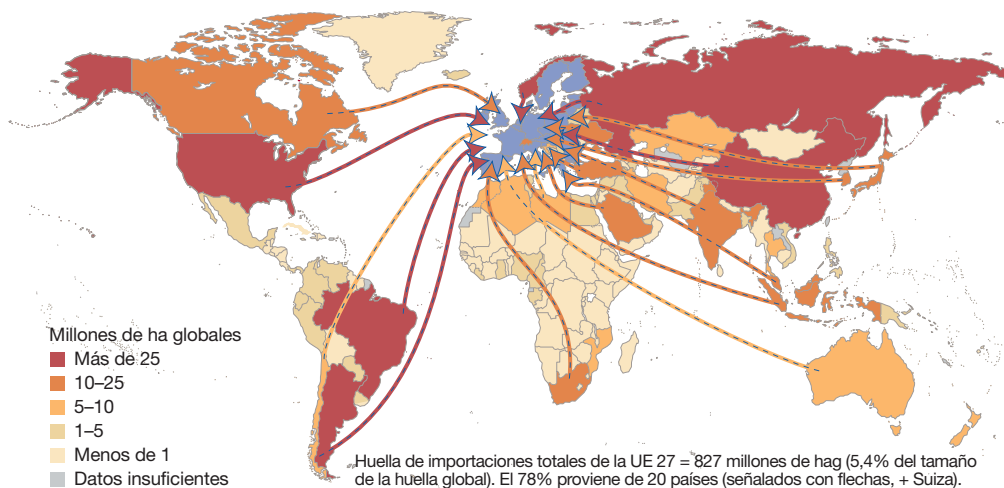 Millones de ha globales
Más de 25
10–25
5–10
1–5
Menos de 1
Datos insuficientes
Huella de importaciones totales de la UE 27 = 827 millones de hag (5,4% del tamaño
de la huella global). El 78% proviene de 20 países (señalados con flechas, + Suiza).